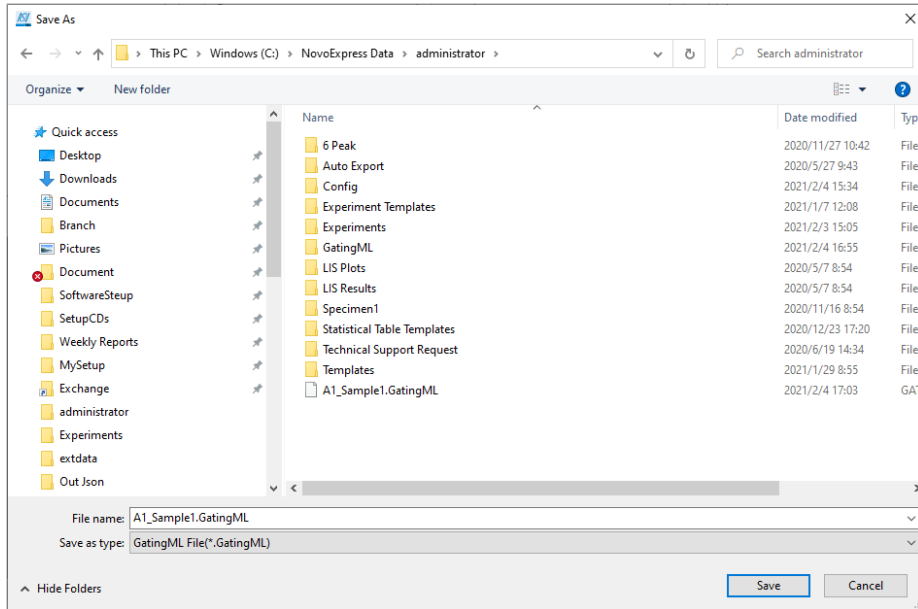 Save As
This PC > Windows (C:) > NovoExpress Data > administrator >
Search administrator
Organize
New folder
Name
Date modified
Typ
Quick access
Desktop
Downloads
Documents
Branch
Pictures
Document
SoftwareSteup
SetupCDs
Weekly Reports
MySetup
Exchange
administrator
Experiments
extdata
Out Json
6 Peak 2020/11/27 10:42 File
Auto Export 2020/5/27 9:43 File
Config 2021/2/4 15:34 File
Experiment Templates 2021/1/7 12:08 File
Experiments 2021/2/3 15:05 File
GatingML 2021/2/4 16:55 File
LIS Plots 2020/5/7 8:54 File
LIS Results 2020/5/7 8:54 File
Specimen1 2020/11/16 8:54 File
Statistical Table Templates 2020/12/23 17:20 File
Technical Support Request 2020/6/19 14:34 File
Templates 2021/1/29 8:55 File
A1_Sample1.GatingML 2021/2/4 17:03 GAT
File name: A1_Sample1.GatingML
Save as type: GatingML File(*.GatingML)
Hide Folders
Save
Cancel